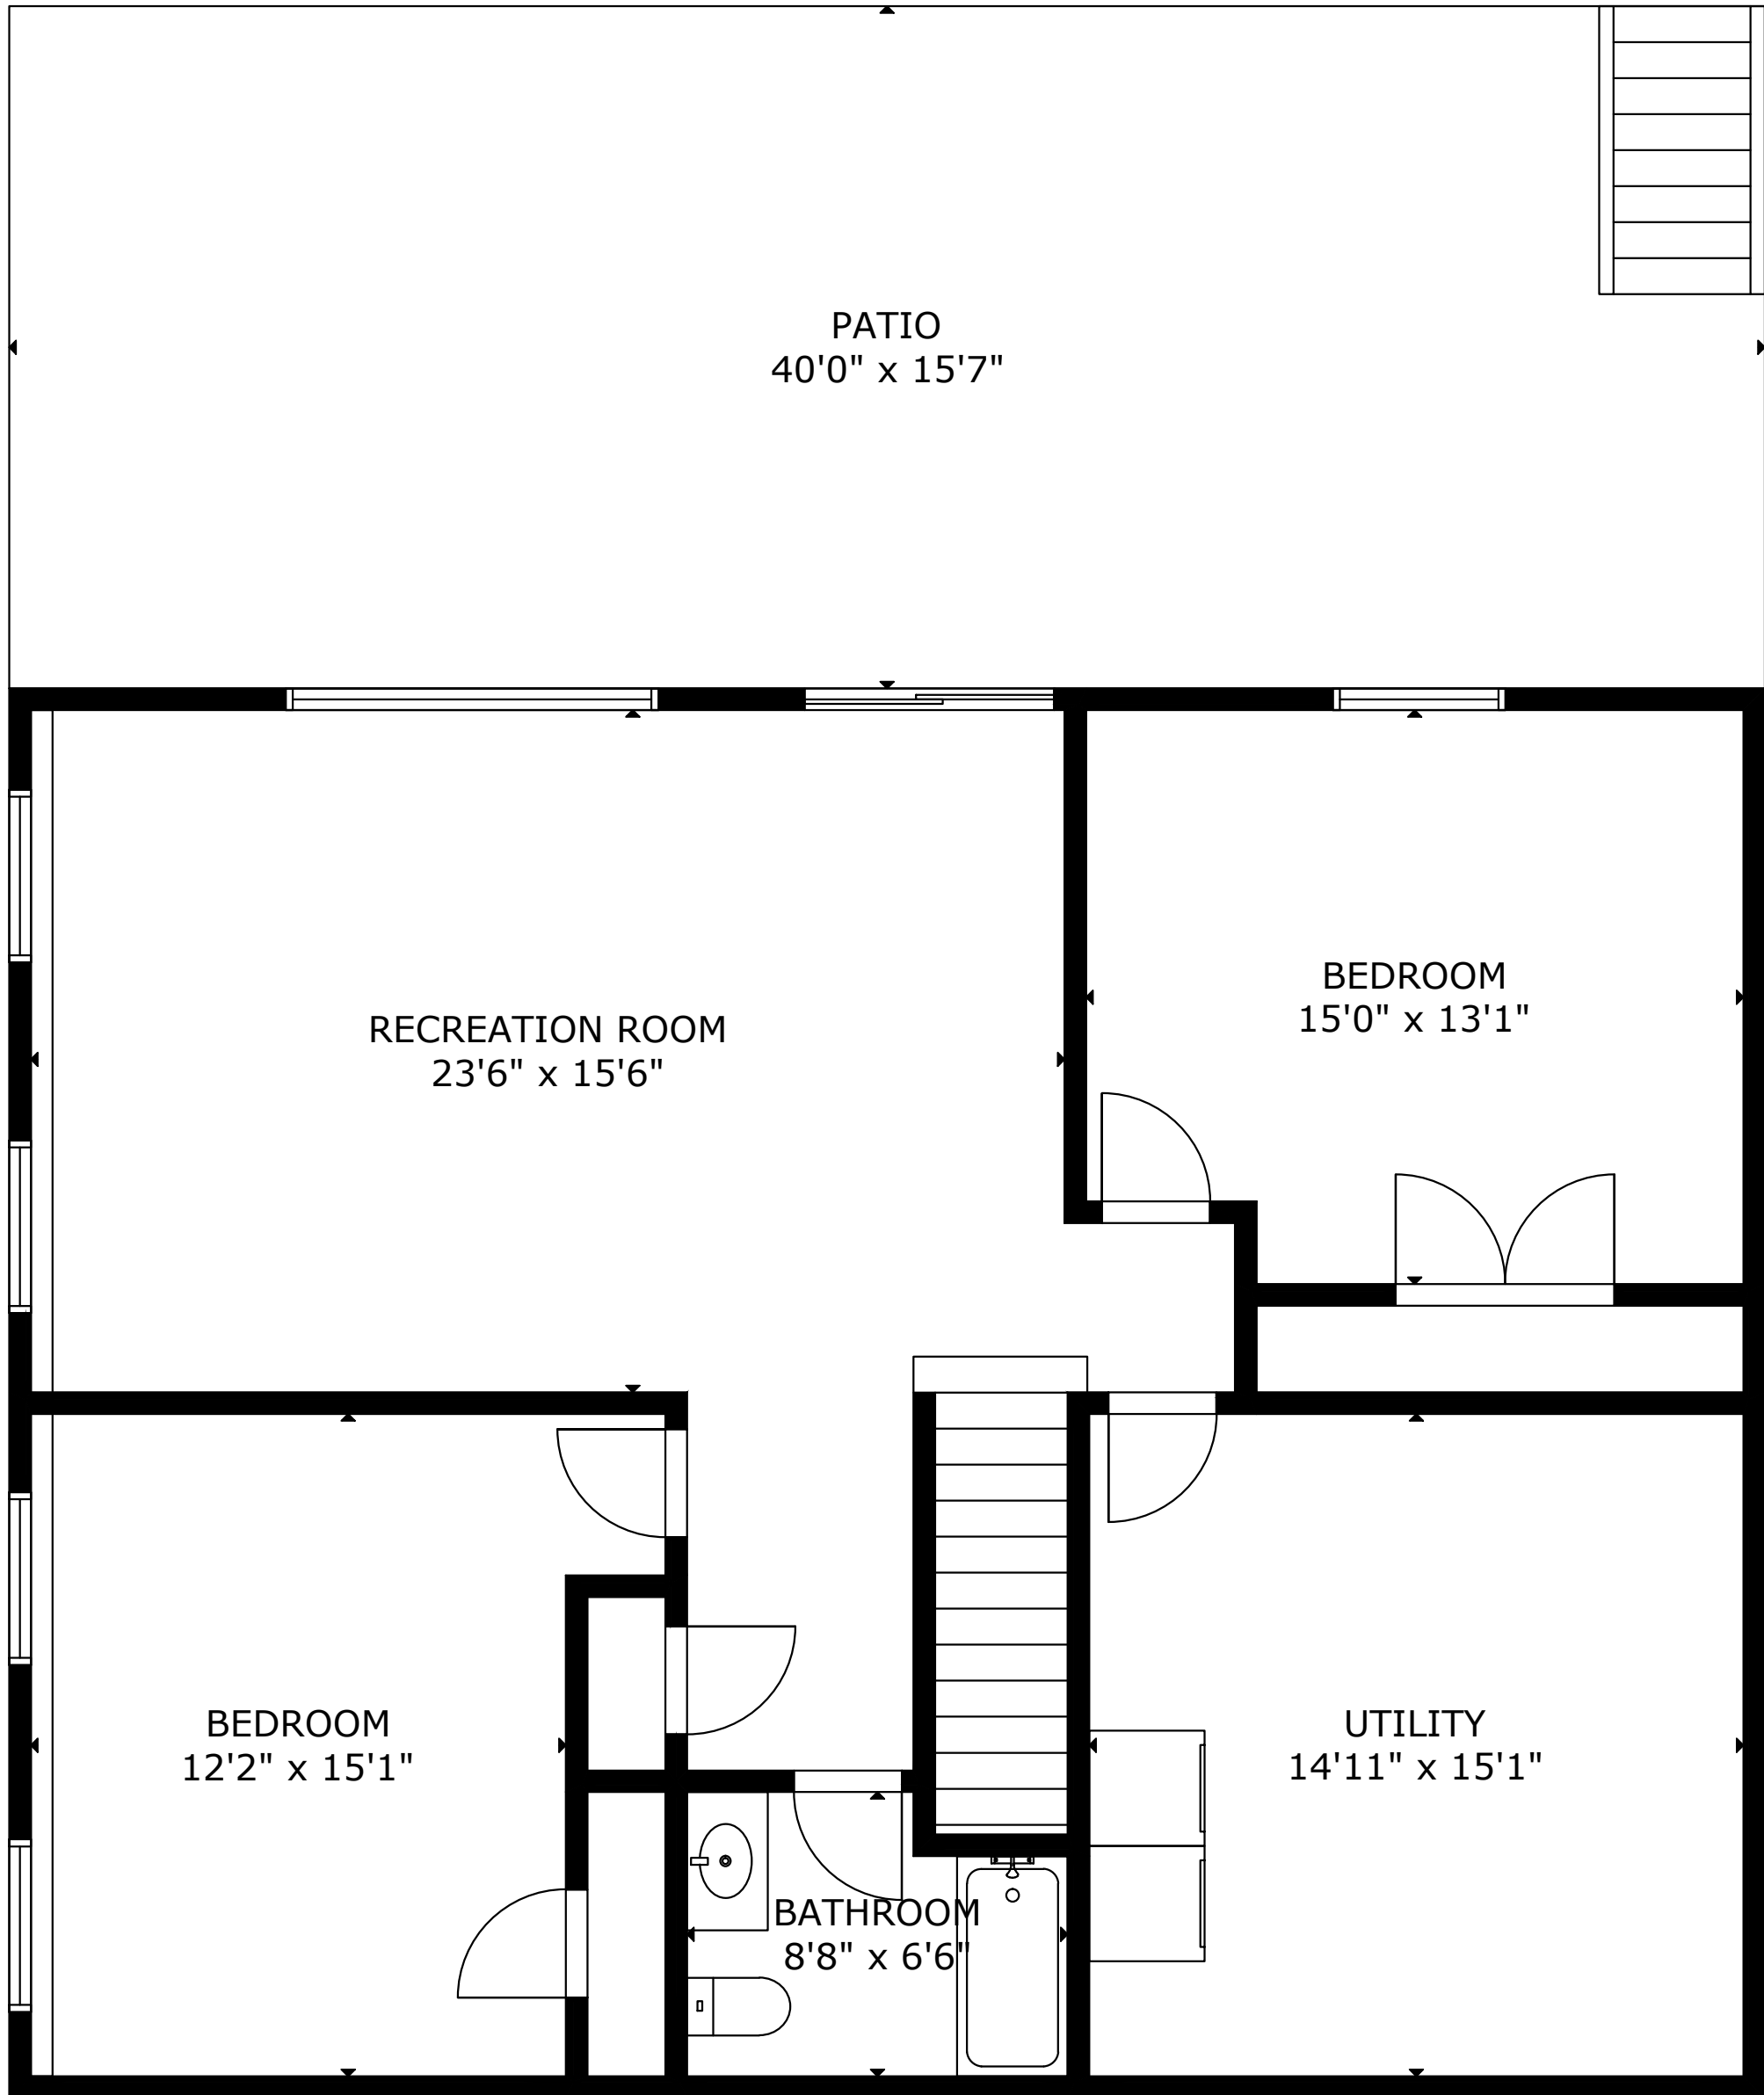 PATIO
40'0" x 15'7"
BEDROOM
15'0" x 13'1"
RECREATION ROOM
23'6" x 15'6"
BEDROOM
12'2" x 15'1"
UTILITY
14'11" x 15'1"
BATHROOM
8'8" x 6'6"